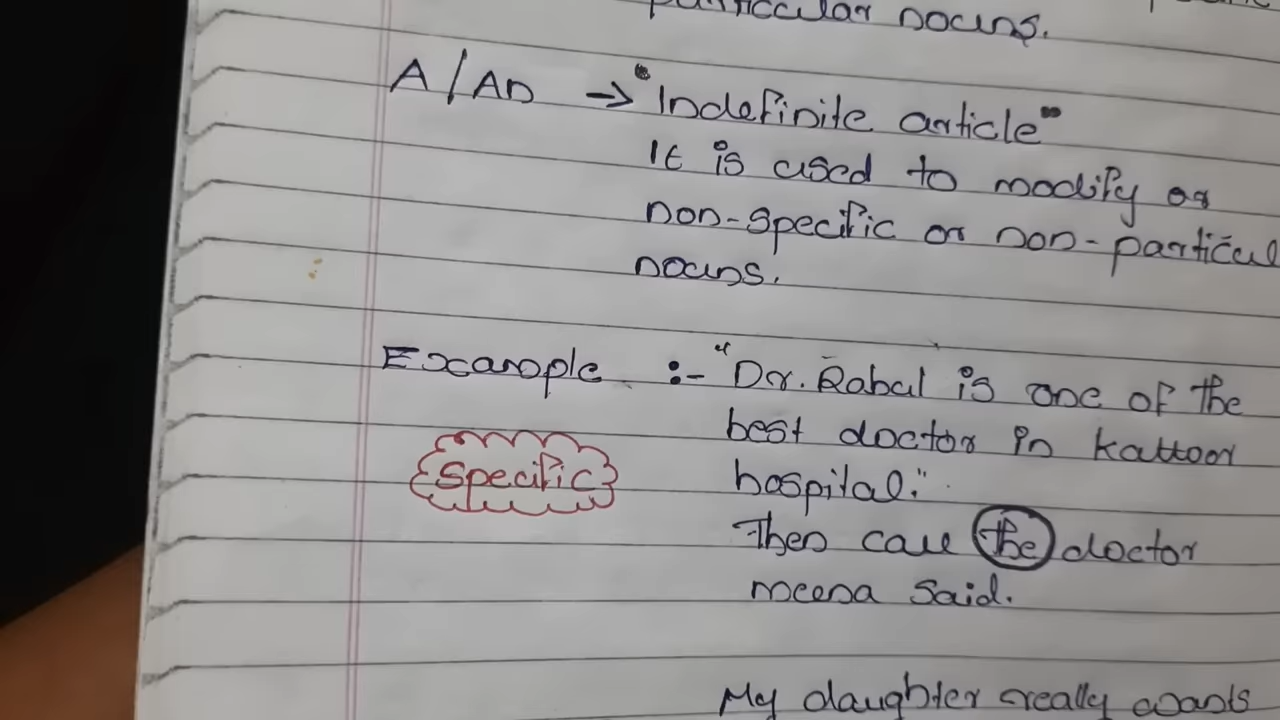 particular nouns.
A/An → "Indefinite article"
It is used to modify or
non-specific or non-particul
nouns.
Example :- "Dr. Rahul is one of the
best doctor in Kattoor
hospital."
Specific
Then call the doctor
meena said.
My daughter really wants